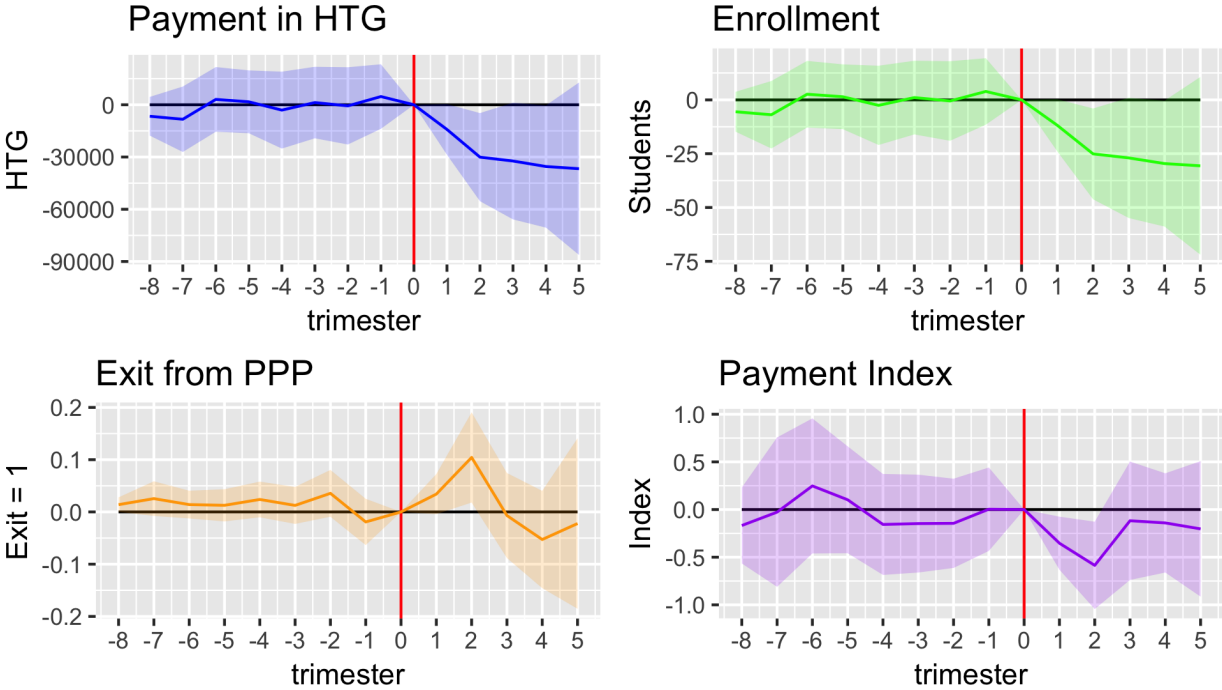 Payment in HTG
HTG
0
-30000
-60000
-90000
-8 -7 -6 -5 -4 -3 -2 -1 0 1 2 3 4 5
trimester
Enrollment
Students
0
-25
-50
-75
-8 -7 -6 -5 -4 -3 -2 -1 0 1 2 3 4 5
trimester
Exit from PPP
Exit = 1
0.2
0.1
0.0
-0.1
-0.2
-8 -7 -6 -5 -4 -3 -2 -1 0 1 2 3 4 5
trimester
Payment Index
Index
1.0
0.5
0.0
-0.5
-1.0
-8 -7 -6 -5 -4 -3 -2 -1 0 1 2 3 4 5
trimester